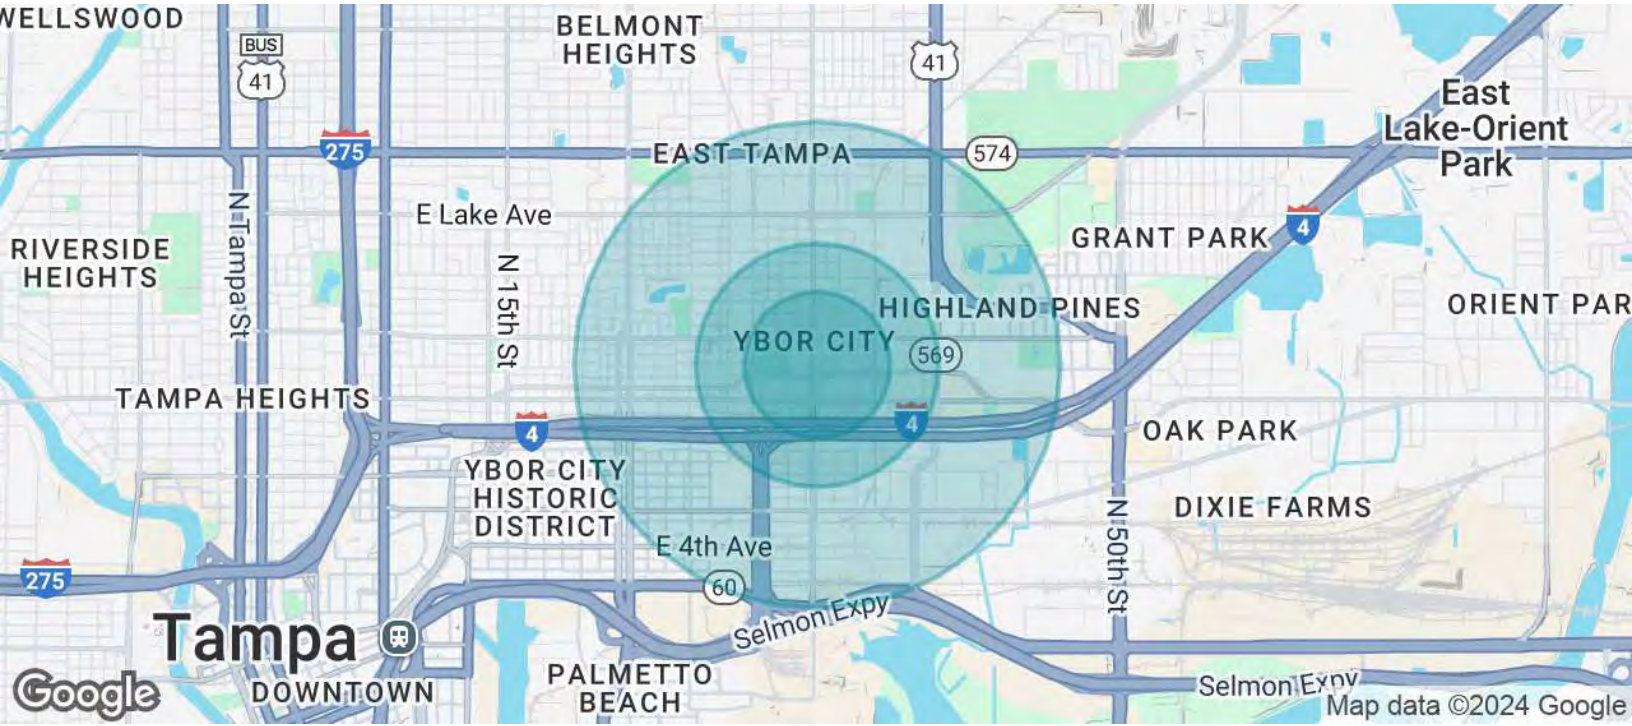 WELLSWOOD
BUS
41
BELMONT
HEIGHTS
41
East
Lake-Orient
Park
275
EAST TAMPA
574
E Lake Ave
N Tampa St
RIVERSIDE
HEIGHTS
N 15th St
GRANT PARK
4
HIGHLAND PINES
ORIENT PAR
YBOR CITY
569
TAMPA HEIGHTS
4
4
OAK PARK
YBOR CITY
HISTORIC
DISTRICT
DIXIE FARMS
N 50th St
E 4th Ave
275
60
Selmon Expy
Tampa
PALMETTO
BEACH
DOWNTOWN
Google
Selmon Expy
Map data ©2024 Google